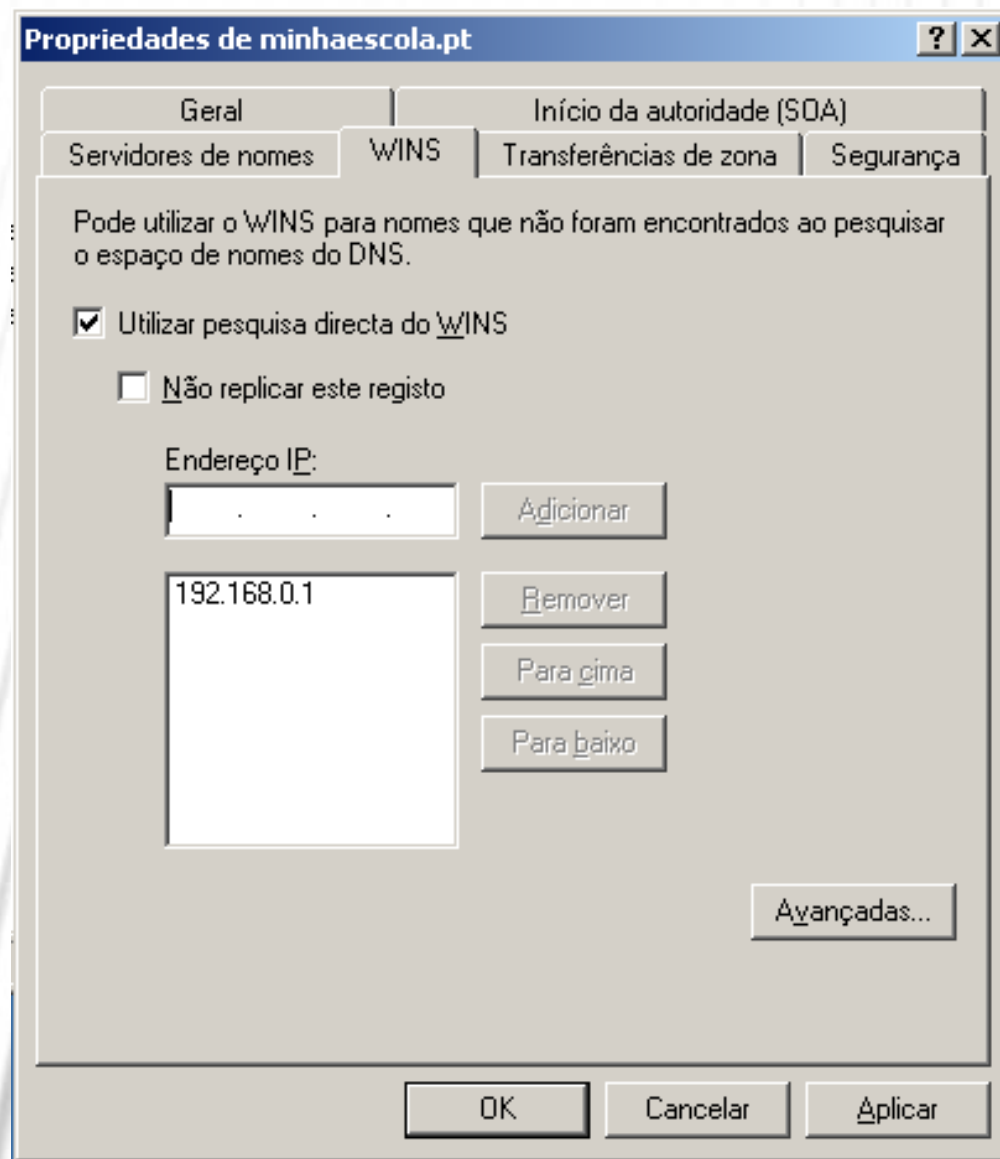 Propriedades de minhaescola.pt
Geral
Início da autoridade (SOA)
Servidores de nomes
WINS
Transferências de zona
Segurança
Pode utilizar o WINS para nomes que não foram encontrados ao pesquisar
o espaço de nomes do DNS.
Utilizar pesquisa directa do WINS
Não replicar este registo
Endereço IP:
. . .
Adicionar
192.168.0.1
Remover
Para cima
Para baixo
Avançadas...
OK
Cancelar
Aplicar